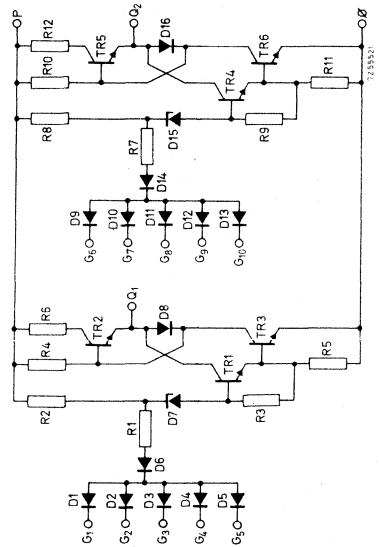 P
R2
R4
R6
TR2
Q₁
D8
TR1
TR3
R1
D7
R3
R5
D6
D1
D2
D3
D4
D5
G₁
G₂
G₃
G₄
G₅
R8
R10
R12
TR5
Q₂
D16
TR4
TR6
R7
D15
R9
R11
D14
D9
D10
D11
D12
D13
G₆
G₇
G₈
G₉
G₁₀
Ø
7Z55521